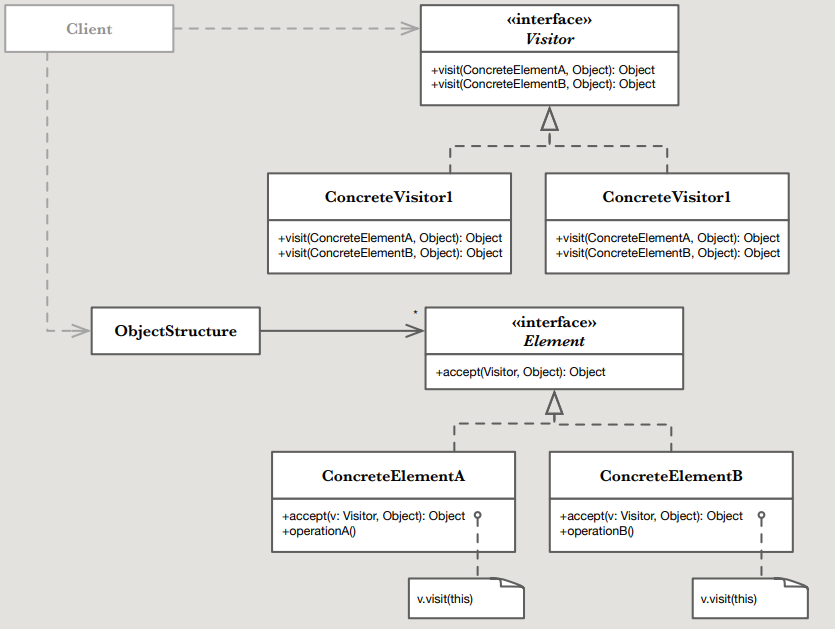 Client
«interface»
Visitor
+visit(ConcreteElementA, Object): Object
+visit(ConcreteElementB, Object): Object
ConcreteVisitor1
+visit(ConcreteElementA, Object): Object
+visit(ConcreteElementB, Object): Object
ConcreteVisitor1
+visit(ConcreteElementA, Object): Object
+visit(ConcreteElementB, Object): Object
ObjectStructure
*
«interface»
Element
+accept(Visitor, Object): Object
ConcreteElementA
+accept(v: Visitor, Object): Object
+operationA()
ConcreteElementB
+accept(v: Visitor, Object): Object
+operationB()
v.visit(this)
v.visit(this)